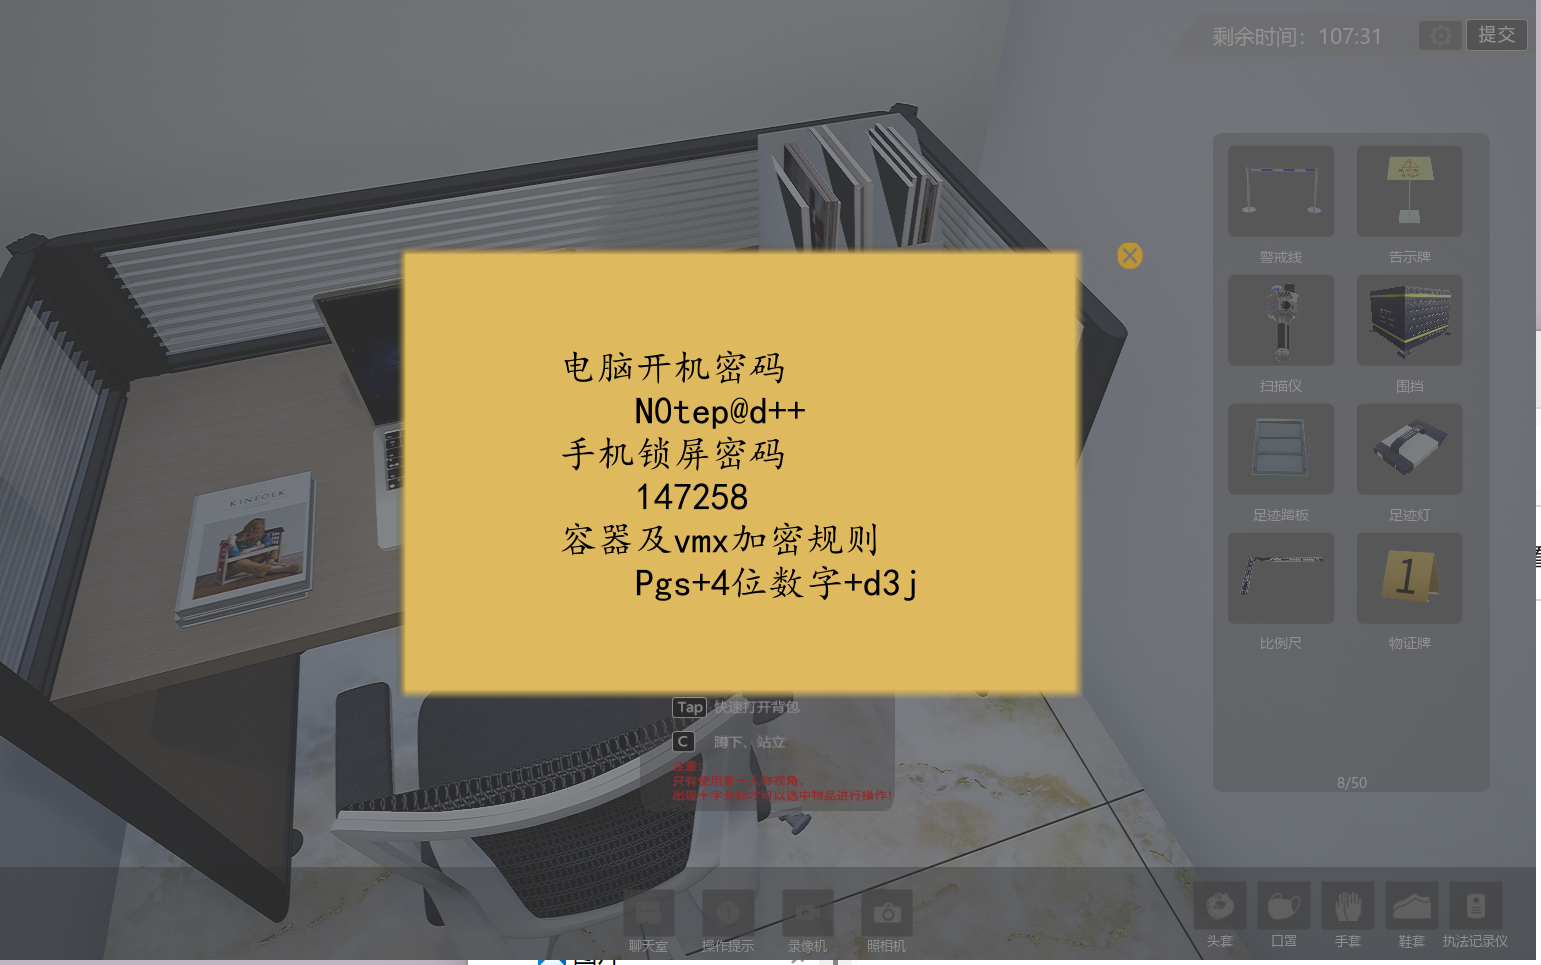 剩余时间：107:31
提交
警戒线
告示牌
扫描仪
围挡
足迹踏板
足迹灯
比例尺
物证牌
1
8/50
KINFOLK
电脑开机密码
NOtep@d++
手机锁屏密码
147258
容器及vmx加密规则
Pgs+4位数字+d3j
Tap 快速打开背包
C 蹲下、站立
注意：
只有使用第一人称视角，
出现十字光标才可以选中物品进行操作！
聊天室
操作提示
录像机
照相机
头套
口罩
手套
鞋套
执法记录仪